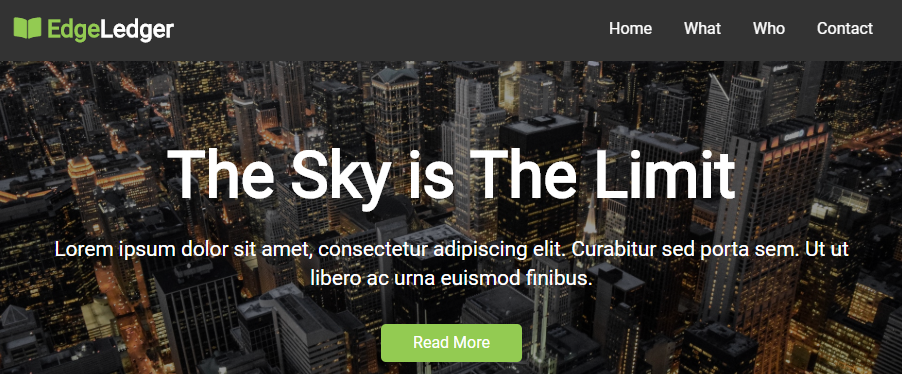 EdgeLedger
Home What Who Contact
The Sky is The Limit
Lorem ipsum dolor sit amet, consectetur adipiscing elit. Curabitur sed porta sem. Ut ut
libero ac urna euismod finibus.
Read More